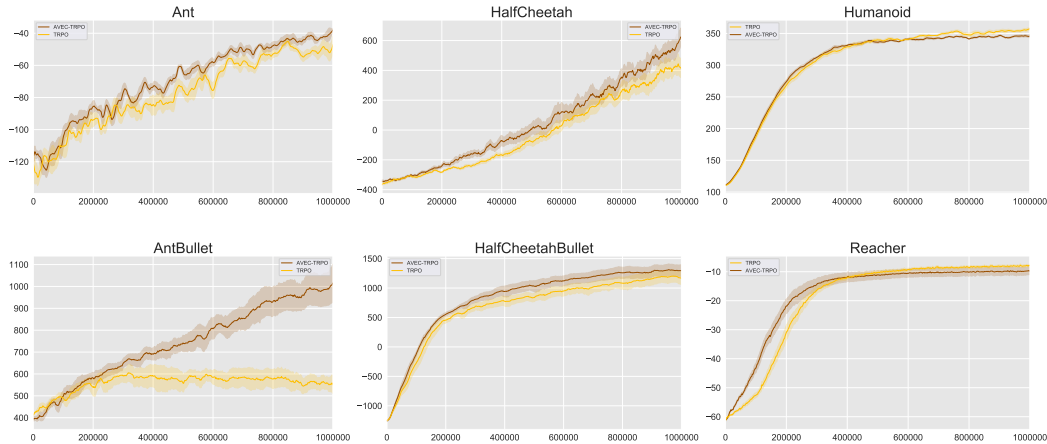 Ant
AVEC-TRPO
TRPO
−40
−60
−80
−100
−120
0 200000 400000 600000 800000 1000000
HalfCheetah
AVEC-TRPO
TRPO
600
400
200
0
−200
−400
0 200000 400000 600000 800000 1000000
Humanoid
TRPO
AVEC-TRPO
350
300
250
200
150
100
0 200000 400000 600000 800000 1000000
AntBullet
AVEC-TRPO
TRPO
1100
1000
900
800
700
600
500
400
0 200000 400000 600000 800000 1000000
HalfCheetahBullet
AVEC-TRPO
TRPO
1500
1000
500
0
−500
−1000
0 200000 400000 600000 800000 1000000
Reacher
TRPO
AVEC-TRPO
−10
−20
−30
−40
−50
−60
0 200000 400000 600000 800000 1000000